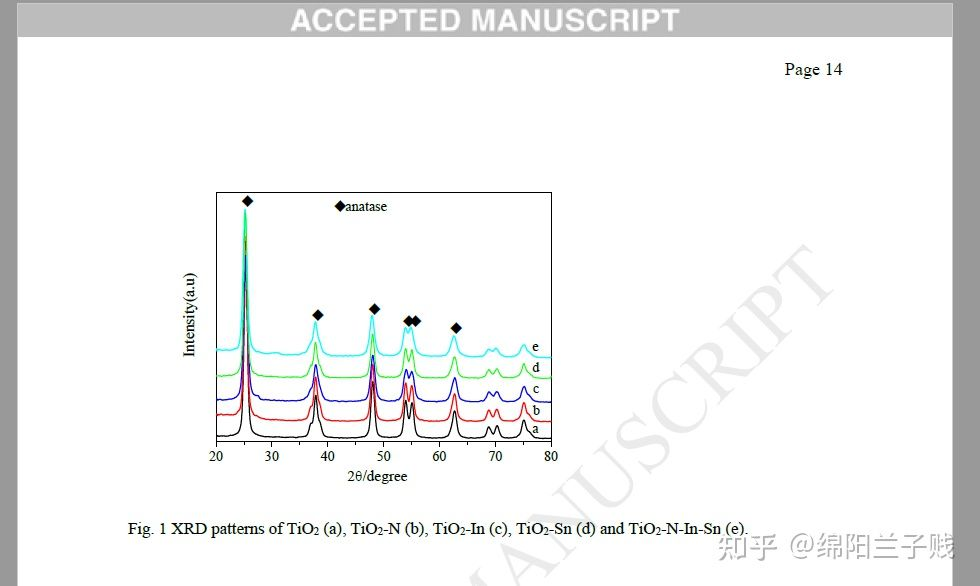 ACCEPTED MANUSCRIPT
Page 14
◆anatase
Intensity(a.u)
e
d
c
b
a
20 30 40 50 60 70 80
2θ/degree
Fig. 1 XRD patterns of TiO₂ (a), TiO₂-N (b), TiO₂-In (c), TiO₂-Sn (d) and TiO₂-N-In-Sn (e).
MANUSCRIPT
知乎 @绵阳兰子贱